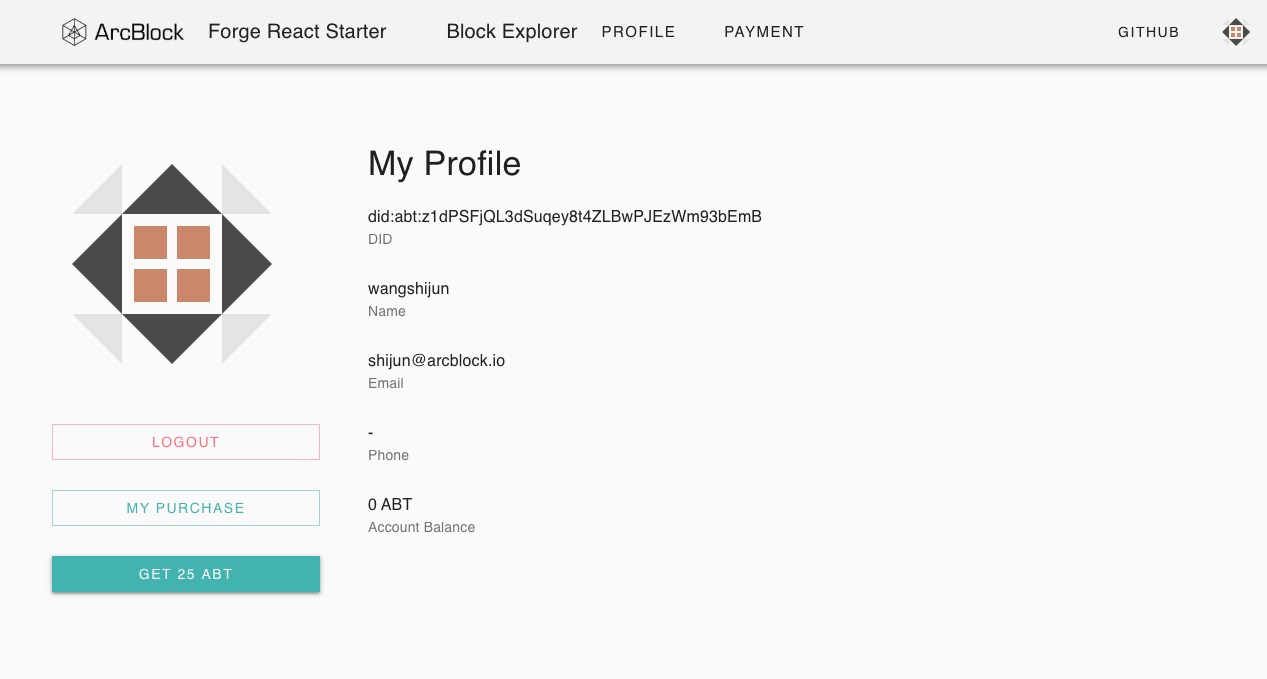 ArcBlock Forge React Starter Block Explorer PROFILE PAYMENT GITHUB
My Profile
did:abt:z1dPSFjQL3dSuqey8t4ZLBwPJEzWm93bEmB
DID
wangshijun
Name
shijun@arcblock.io
Email
-
Phone
0 ABT
Account Balance
LOGOUT
MY PURCHASE
GET 25 ABT